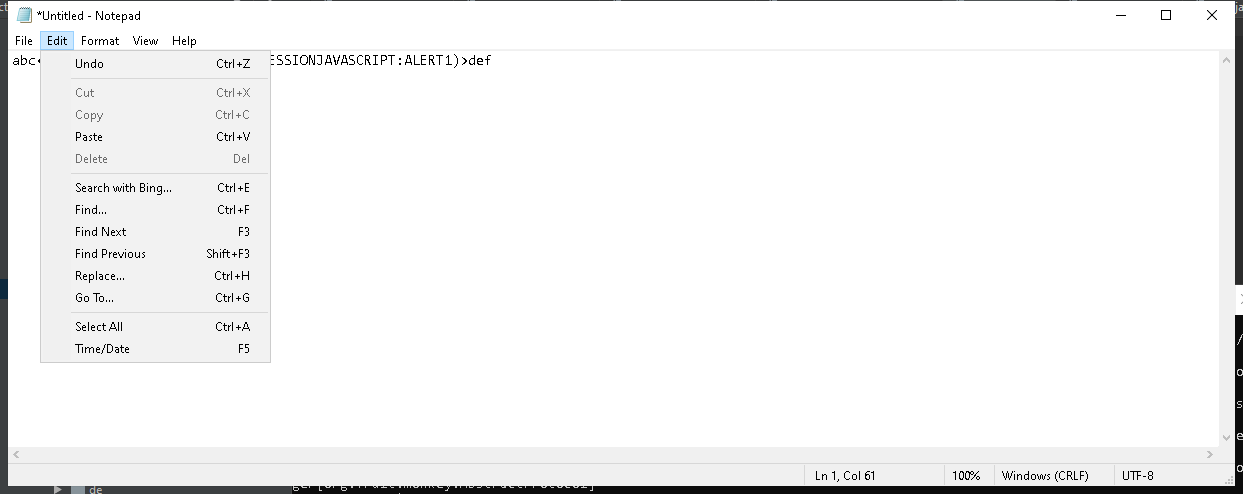 *Untitled - Notepad
File Edit Format View Help
abc< ESSIONJAVASCRIPT:ALERT1)>def
Undo Ctrl+Z
Cut Ctrl+X
Copy Ctrl+C
Paste Ctrl+V
Delete Del
Search with Bing... Ctrl+E
Find... Ctrl+F
Find Next F3
Find Previous Shift+F3
Replace... Ctrl+H
Go To... Ctrl+G
Select All Ctrl+A
Time/Date F5
Ln 1, Col 61 100% Windows (CRLF) UTF-8
de